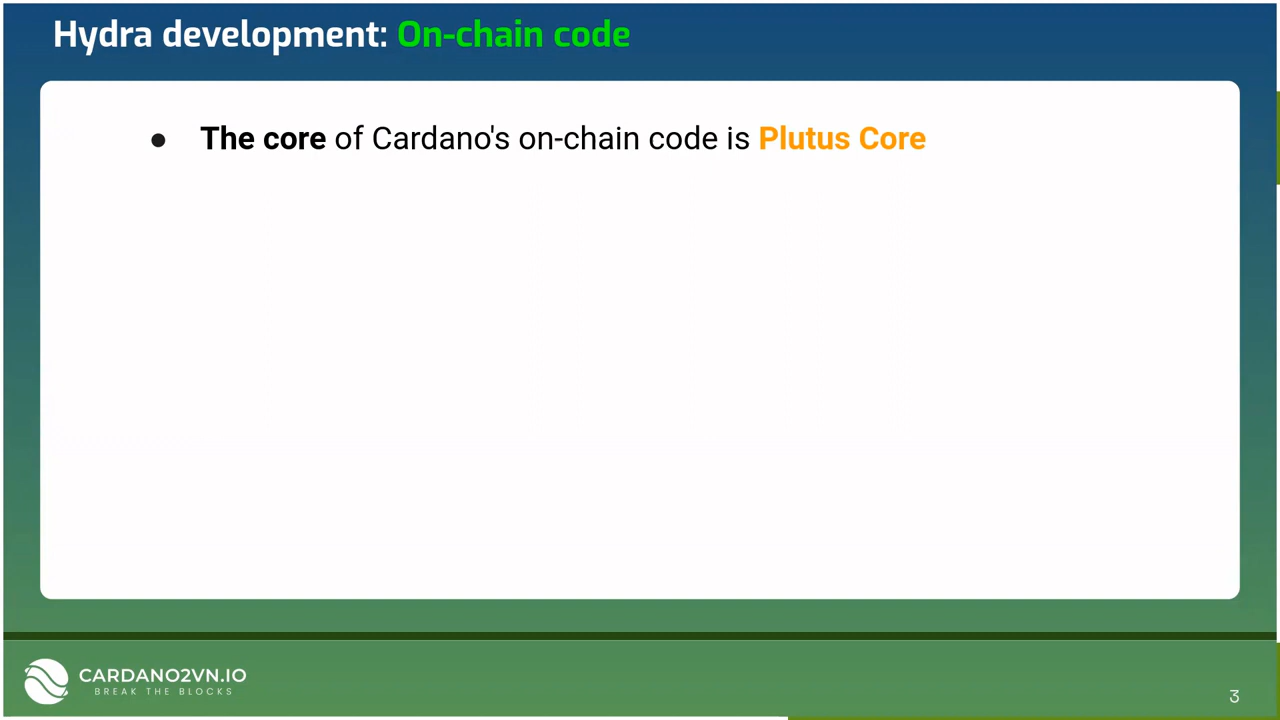 Hydra development: On-chain code
● The core of Cardano's on-chain code is Plutus Core
CARDANO2VN.IO
BREAK THE BLOCKS
3